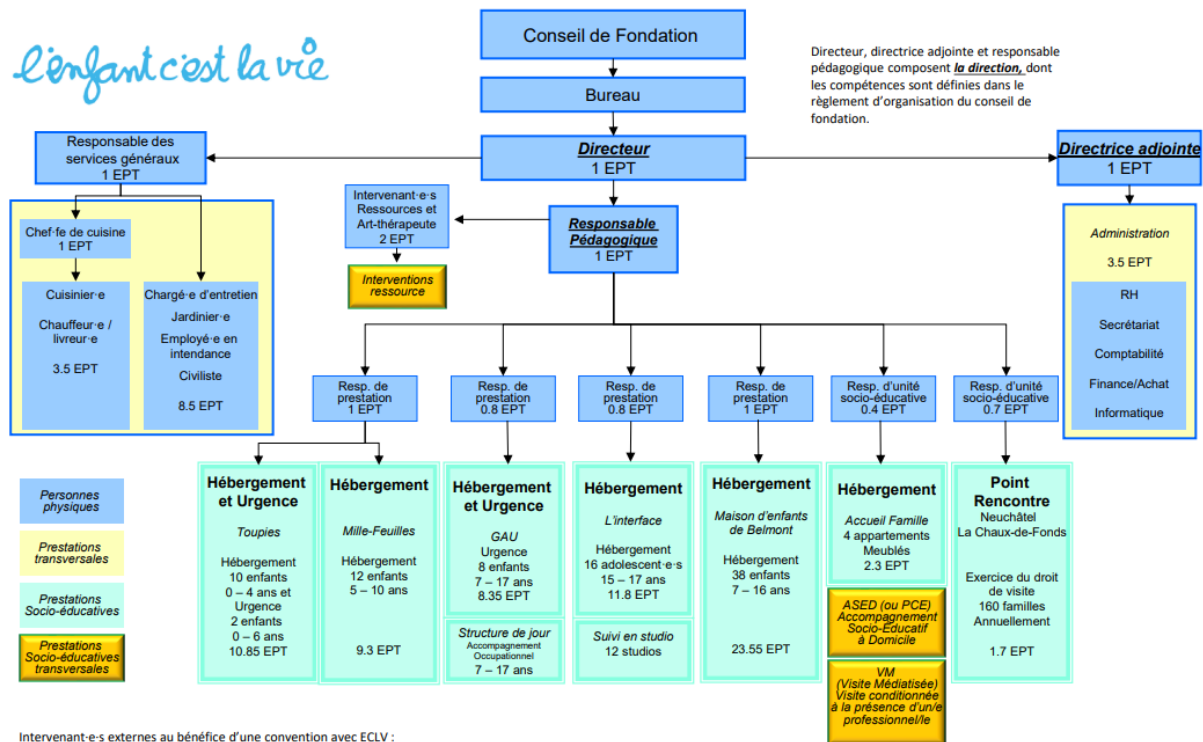 l'enfant c'est la vie
Conseil de Fondation
Bureau
Directeur, directrice adjointe et responsable
pédagogique composent la direction, dont
les compétences sont définies dans le
règlement d'organisation du conseil de
fondation.
Responsable des
services généraux
1 EPT
Directeur
1 EPT
Directrice adjointe
1 EPT
Chef·fe de cuisine
1 EPT
Cuisinier·e
Chauffeur·e /
livreur·e
3.5 EPT
Chargé·e d'entretien
Jardinier·e
Employé·e en
intendance
Civiliste
8.5 EPT
Intervenant·e·s
Ressources et
Art-thérapeute
2 EPT
Interventions
ressource
Responsable
Pédagogique
1 EPT
Administration
3.5 EPT
RH
Secrétariat
Comptabilité
Finance/Achat
Informatique
Resp. de
prestation
1 EPT
Resp. de
prestation
0.8 EPT
Resp. de
prestation
0.8 EPT
Resp. de
prestation
1 EPT
Resp. d'unité
socio-éducative
0.4 EPT
Resp. d'unité
socio-éducative
0.7 EPT
Personnes
physiques
Prestations
transversales
Prestations
Socio-éducatives
Prestations
Socio-éducatives
transversales
Hébergement
et Urgence
Toupies
Hébergement
10 enfants
0 – 4 ans et
Urgence
2 enfants
0 – 6 ans
10.85 EPT
Hébergement
Mille-Feuilles
Hébergement
12 enfants
5 – 10 ans
9.3 EPT
Hébergement
et Urgence
GAU
Urgence
8 enfants
7 – 17 ans
8.35 EPT
Structure de jour
Accompagnement
Occupationnel
7 – 17 ans
Hébergement
L'interface
Hébergement
16 adolescent·e·s
15 – 17 ans
11.8 EPT
Suivi en studio
12 studios
Hébergement
Maison d'enfants
de Belmont
Hébergement
38 enfants
7 – 16 ans
23.55 EPT
Hébergement
Accueil Famille
4 appartements
Meublés
2.3 EPT
ASED (ou PCE)
Accompagnement
Socio-Éducatif
à Domicile
VM
(Visite Médiatisée)
Visite conditionnée
à la présence d'un/e
professionnel/le
Point
Rencontre
Neuchâtel
La Chaux-de-Fonds
Exercice du droit
de visite
160 familles
Annuellement
1.7 EPT
Intervenant·e·s externes au bénéfice d'une convention avec ECLV :